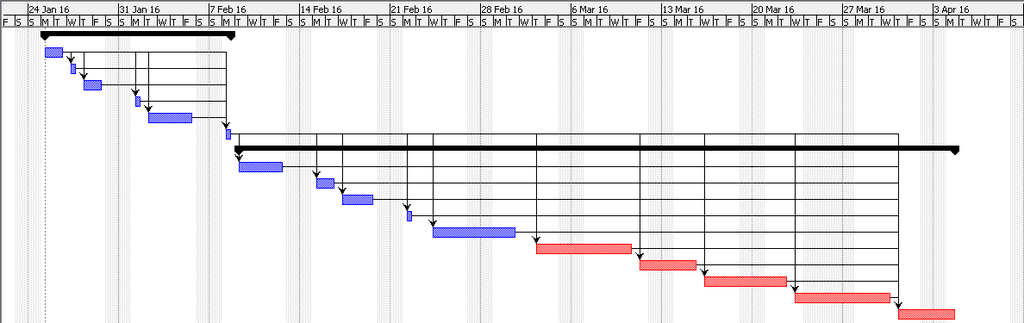 24 Jan 16 31 Jan 16 7 Feb 16 14 Feb 16 21 Feb 16 28 Feb 16 6 Mar 16 13 Mar 16 20 Mar 16 27 Mar 16 3 Apr 16
F S S M T W T F S S M T W T F S S M T W T F S S M T W T F S S M T W T F S S M T W T F S S M T W T F S S M T W T F S S M T W T F S S M T W T F S S M T W T F S